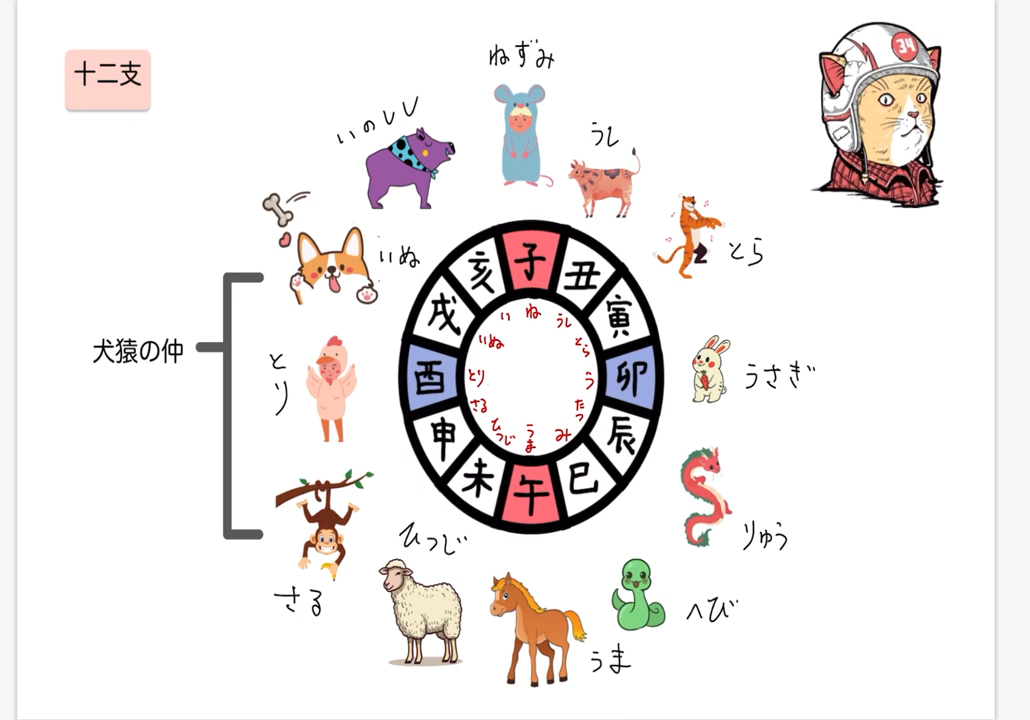 十二支
34
ねずみ
うし
とら
うさぎ
りゅう
へび
うま
ひつじ
さる
とり
いぬ
いのしし
犬猿の仲
子
丑
寅
卯
辰
巳
午
未
申
酉
戌
亥
ね
うし
とら
う
たつ
み
うま
ひつじ
さる
とり
いぬ
い